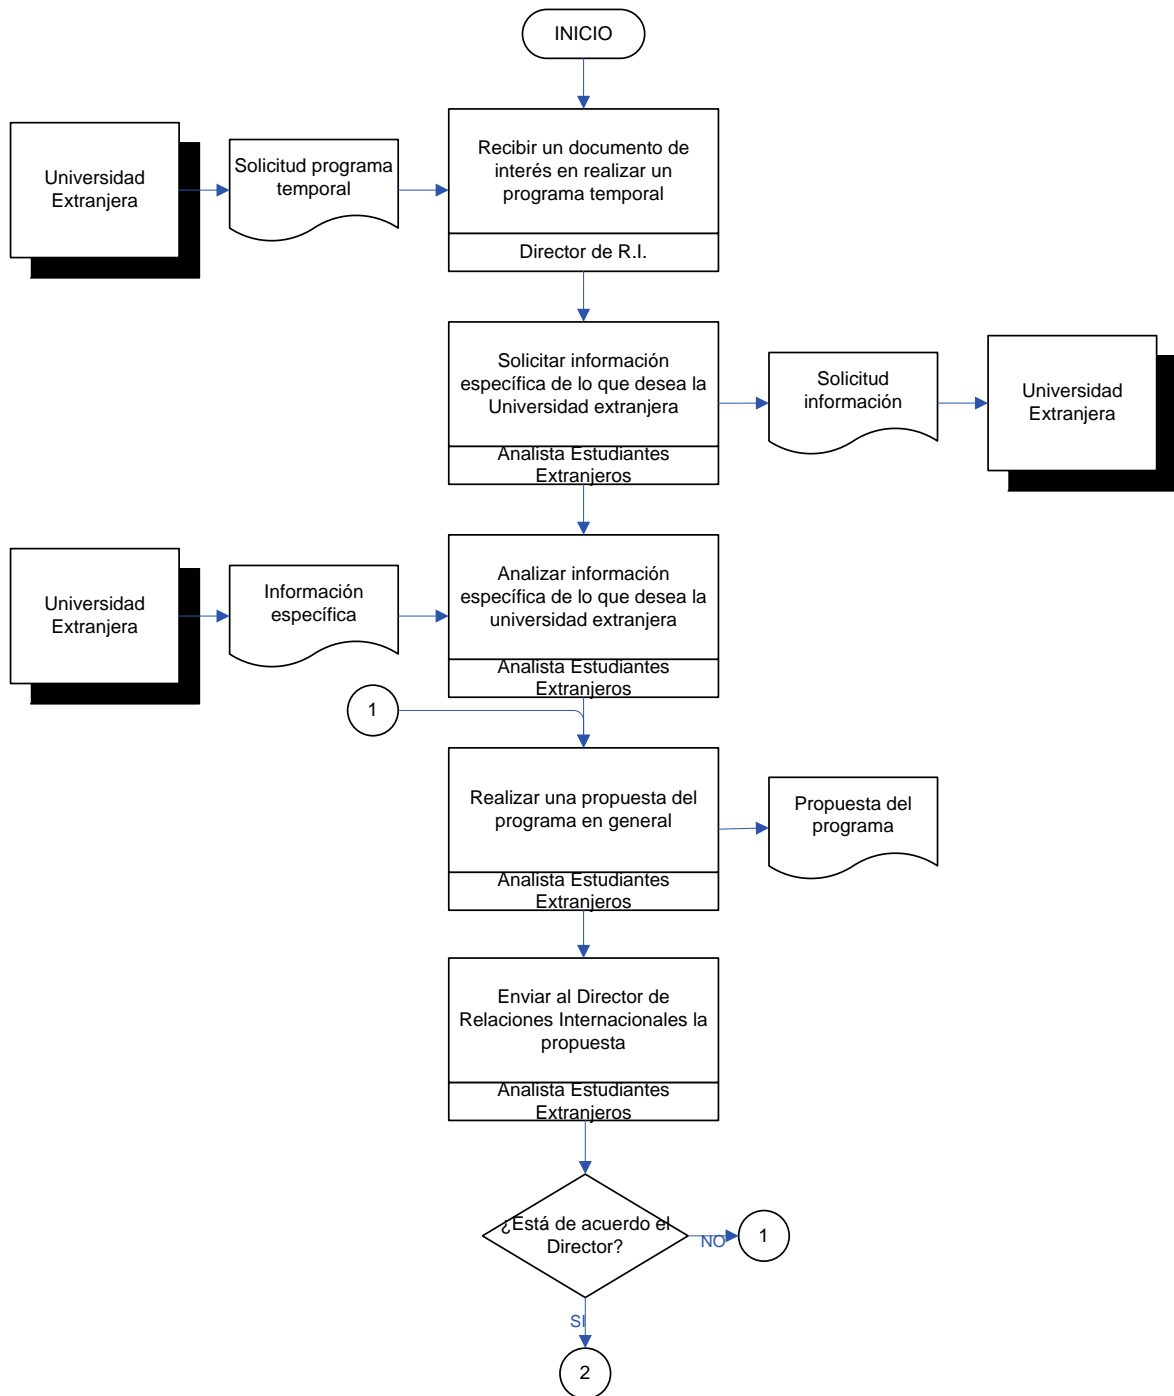 INICIO
Universidad
Extranjera
Solicitud programa
temporal
Recibir un documento de
interés en realizar un
programa temporal
Director de R.I.
Solicitar información
específica de lo que desea la
Universidad extranjera
Analista Estudiantes
Extranjeros
Solicitud
información
Universidad
Extranjera
Universidad
Extranjera
Información
específica
Analizar información
específica de lo que desea la
universidad extranjera
Analista Estudiantes
Extranjeros
1
Realizar una propuesta del
programa en general
Analista Estudiantes
Extranjeros
Propuesta del
programa
Enviar al Director de
Relaciones Internacionales la
propuesta
Analista Estudiantes
Extranjeros
¿Está de acuerdo el
Director?
NO
1
SI
2